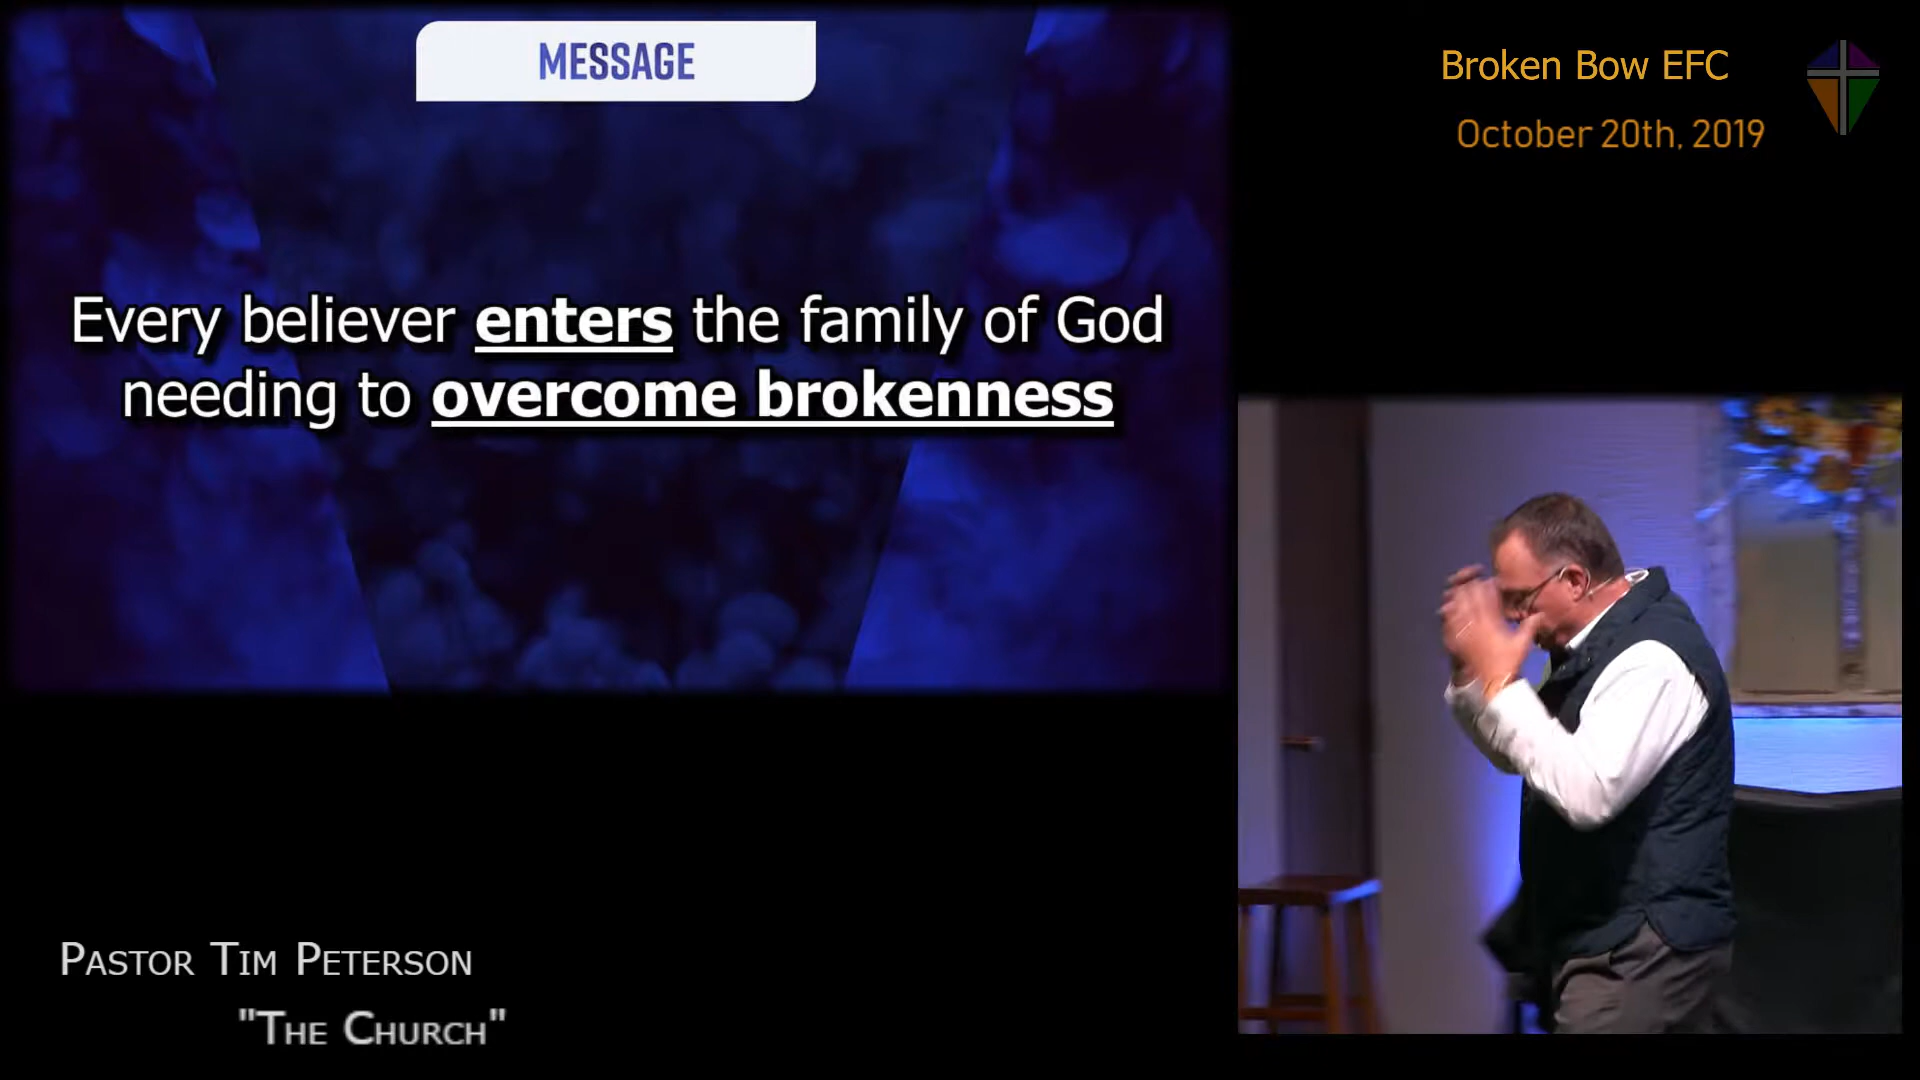 MESSAGE
Every believer enters the family of God
needing to overcome brokenness
Broken Bow EFC
October 20th, 2019
Pastor Tim Peterson
"The Church"